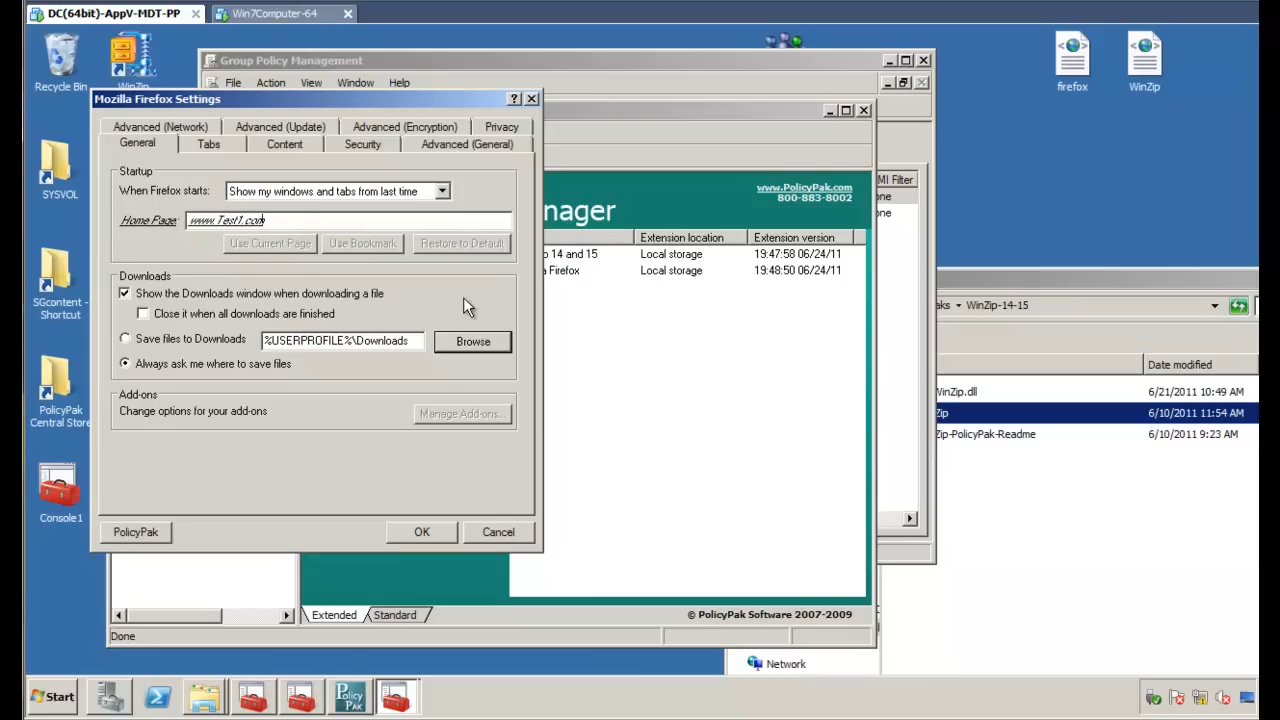 DC(64bit)-AppV-MDT-PP
Win7Computer-64
Recycle Bin
WinZip
firefox
WinZip
Group Policy Management
File Action View Window Help
Mozilla Firefox Settings
Advanced (Network) Advanced (Update) Advanced (Encryption) Privacy
General Tabs Content Security Advanced (General)
Startup
When Firefox starts: Show my windows and tabs from last time
Home Page: www.Test1.com
Use Current Page Use Bookmark Restore to Default
Downloads
Show the Downloads window when downloading a file
Close it when all downloads are finished
Save files to Downloads %USERPROFILE%\Downloads Browse
Always ask me where to save files
Add-ons
Change options for your add-ons Manage Add-ons...
PolicyPak OK Cancel
SYSVOL
SGcontent -
Shortcut
PolicyPak
Central Store
Console1
www.PolicyPak.com
800-883-8002
nager
Extension location Extension version
o 14 and 15 Local storage 19:47:58 06/24/11
a Firefox Local storage 19:48:50 06/24/11
MI Filter
one
one
aks WinZip-14-15
Date modified
WinZip.dll 6/21/2011 10:49 AM
Zip 6/10/2011 11:54 AM
Zip-PolicyPak-Readme 6/10/2011 9:23 AM
Extended Standard
© PolicyPak Software 2007-2009
Done
Network
Start
Policy
PAK